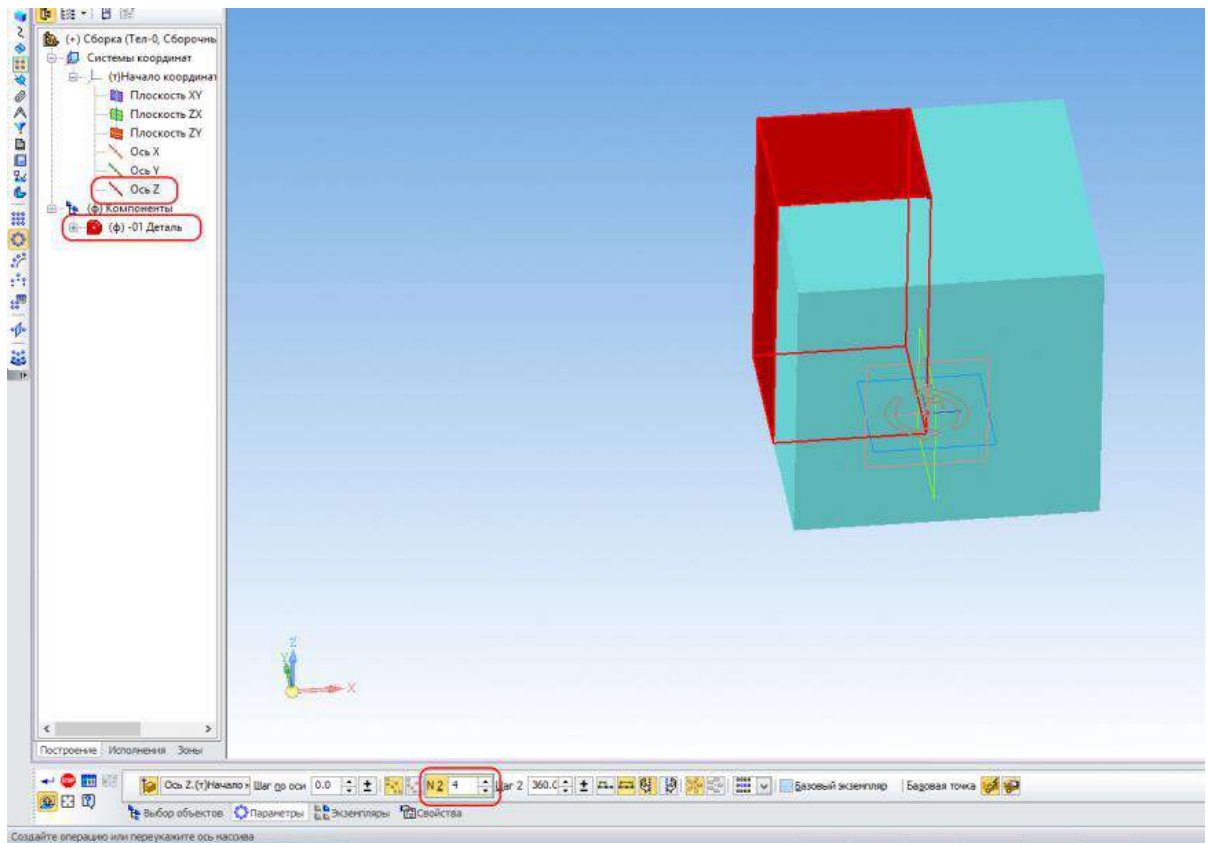 (+) Сборка (Тел-0, Сборочнь
Системы координат
(т)Начало координат
Плоскость XY
Плоскость ZX
Плоскость ZY
Ось X
Ось Y
Ось Z
(ф) Компоненты
(ф) -01 Деталь
Z
Y
X
Построение Исполнения Зоны
Ось Z.(т)Начало к Шаг по оси 0.0 N 2 4 Шаг 2 360.0 Базовый экземпляр Базовая точка
Выбор объектов Параметры Экземпляры Свойства
Создайте операцию или переукажите ось массива